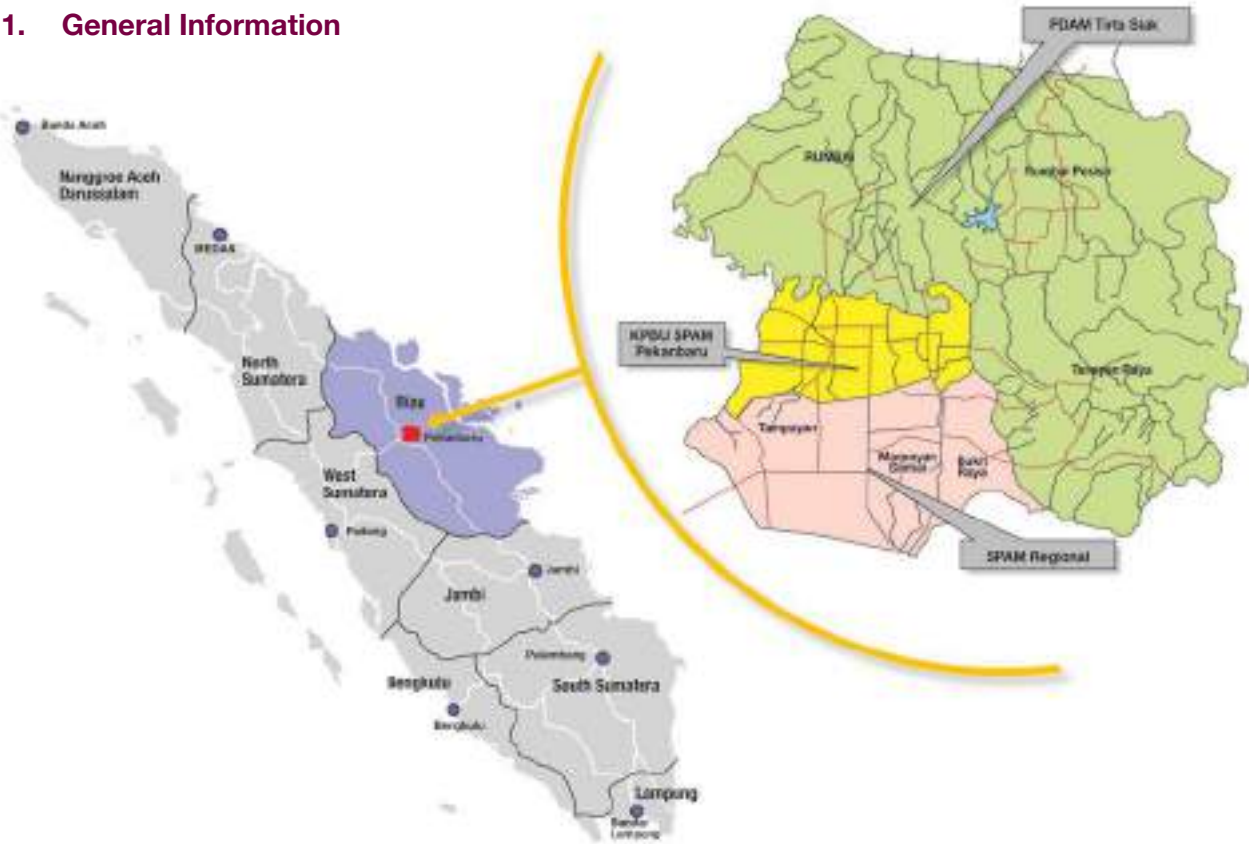 1. General Information
PDAM Tirta Siak
Banda Aceh
Nanggroe Aceh
Darussalam
MEDAN
RUMBAI
Rumbai Pesisir
KPBU SPAM
Pekanbaru
North
Sumatera
Riau
Pekanbaru
Tenayan Raya
Tampayan
Marpoyan
Damai
Bukit
Raya
West
Sumatera
Padang
SPAM Regional
Jambi
Jambi
Palembang
Bengkulu
South Sumatera
Bengkulu
Lampung
Bandar
Lampung